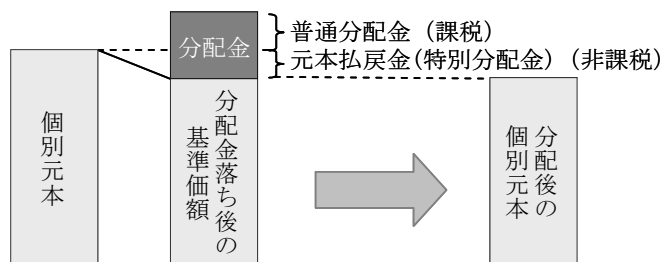 分配金
普通分配金（課税）
元本払戻金(特別分配金)（非課税）
個別元本
分配金落ち後の
基準価額
分配後の
個別元本